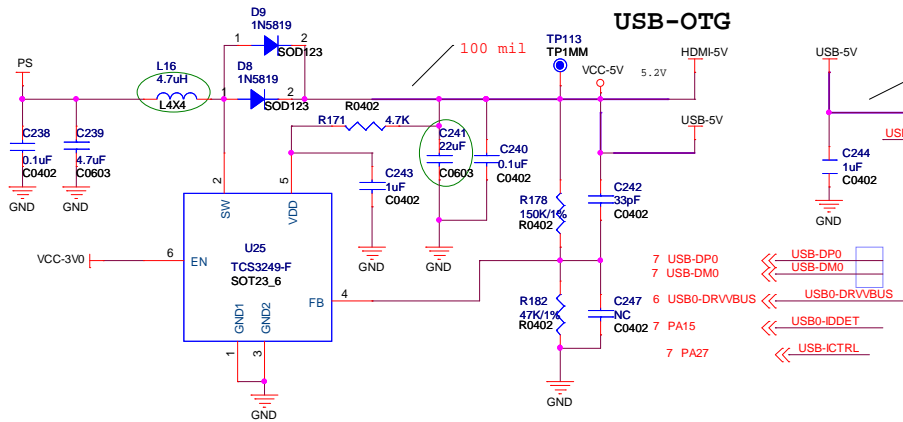 USB-OTG
D9
1N5819
1
2
SOD123
100 mil
TP113
TP1MM
HDMI-5V
USB-5V
PS
L16
4.7uH
L4X4
D8
1N5819
1
2
SOD123
VCC-5V
5.2V
R0402
R171
4.7K
USB-5V
C238
0.1uF
C0402
C239
4.7uF
C0603
C241
22uF
C0603
C240
0.1uF
C0402
C243
1uF
C0402
C244
1uF
C0402
US
GND
GND
2
SW
5
VDD
R178
150K/1%
R0402
C242
33pF
C0402
GND
GND
GND
VCC-3V0
6
EN
U25
TCS3249-F
SOT23_6
FB
4
GND1
GND2
1
3
GND
R182
47K/1%
R0402
C247
NC
C0402
GND
7 USB-DP0
USB-DP0
7 USB-DM0
USB-DM0
6 USB0-DRVVBUS
USB0-DRVVBUS
7 PA15
USB0-IDDET
7 PA27
USB-ICTRL